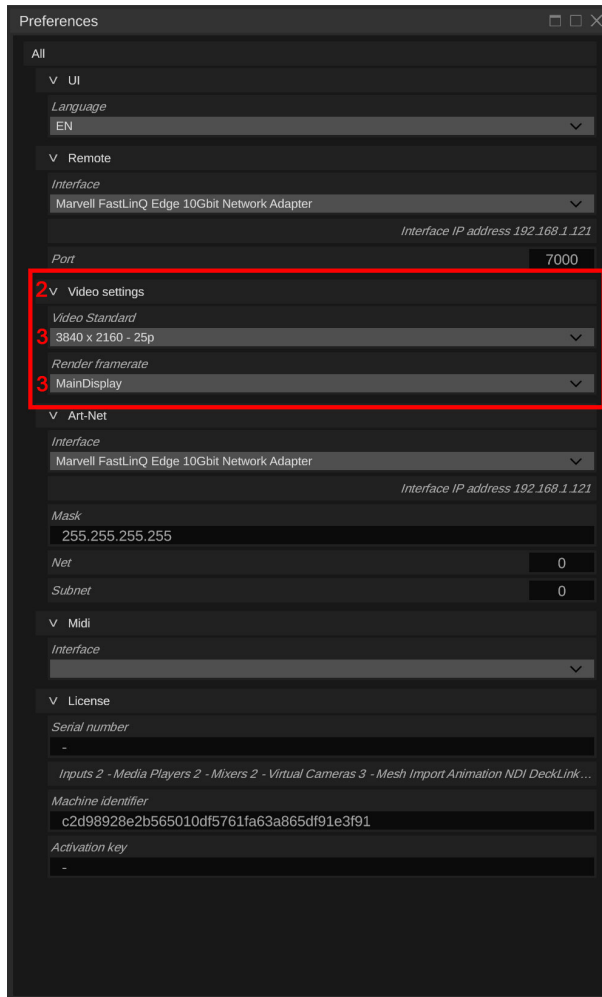 Preferences
All
UI
Language
EN
Remote
Interface
Marvell FastLinQ Edge 10Gbit Network Adapter
Interface IP address 192.168.1.121
Port 7000
2 Video settings
Video Standard
3 3840 x 2160 - 25p
Render framerate
3 MainDisplay
Art-Net
Interface
Marvell FastLinQ Edge 10Gbit Network Adapter
Interface IP address 192.168.1.121
Mask
255.255.255.255
Net 0
Subnet 0
Midi
Interface
License
Serial number
-
Inputs 2 - Media Players 2 - Mixers 2 - Virtual Cameras 3 - Mesh Import Animation NDI DeckLink...
Machine identifier
c2d98928e2b565010df5761fa63a865df91e3f91
Activation key
-